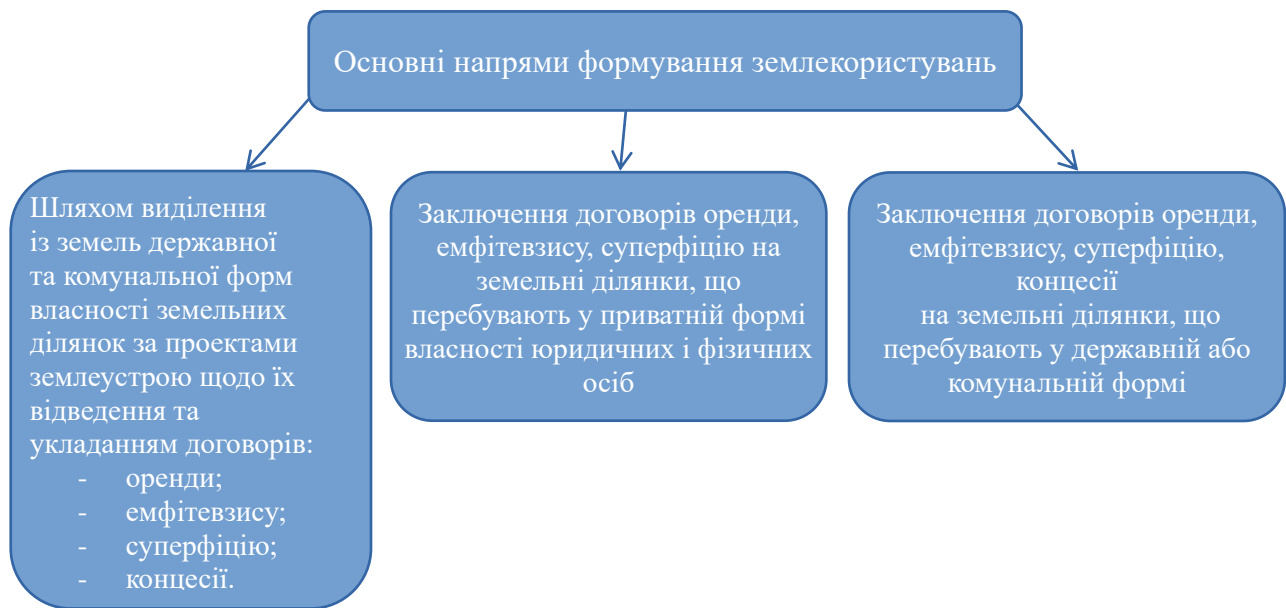 Основні напрями формування землекористувань
Шляхом виділення
із земель державної
та комунальної форм
власності земельних
ділянок за проектами
землеустрою щодо їх
відведення та
укладанням договорів:
- оренди;
- емфітевзису;
- суперфіцію;
- концесії.
Заключення договорів оренди,
емфітевзису, суперфіцію на
земельні ділянки, що
перебувають у приватній формі
власності юридичних і фізичних
осіб
Заключення договорів оренди,
емфітевзису, суперфіцію,
концесії
на земельні ділянки, що
перебувають у державній або
комунальній формі